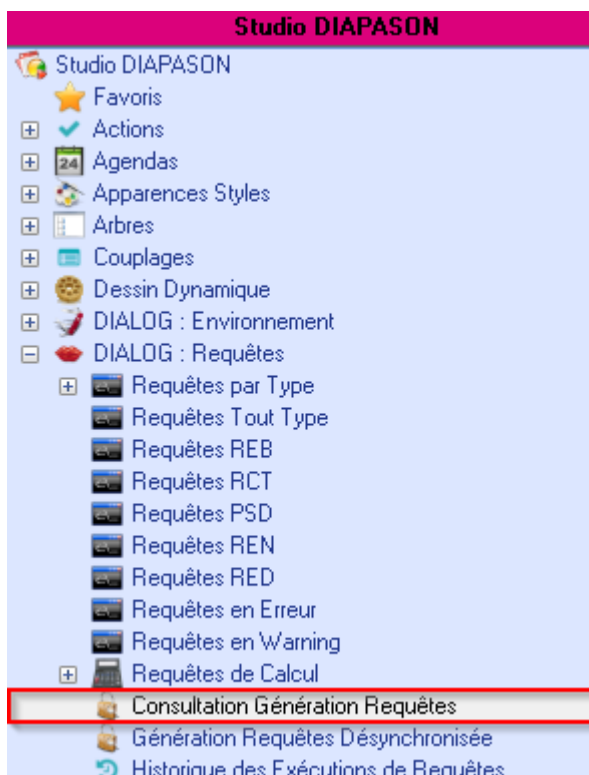 Studio DIAPASON
Studio DIAPASON
Favoris
Actions
24 Agendas
Apparences Styles
Arbres
Couplages
Dessin Dynamique
DIALOG : Environnement
DIALOG : Requêtes
Requêtes par Type
Requêtes Tout Type
Requêtes REB
Requêtes RCT
Requêtes PSD
Requêtes REN
Requêtes RED
Requêtes en Erreur
Requêtes en Warning
Requêtes de Calcul
Consultation Génération Requêtes
Génération Requêtes Désynchronisée
Historique des Exécutions de Requêtes